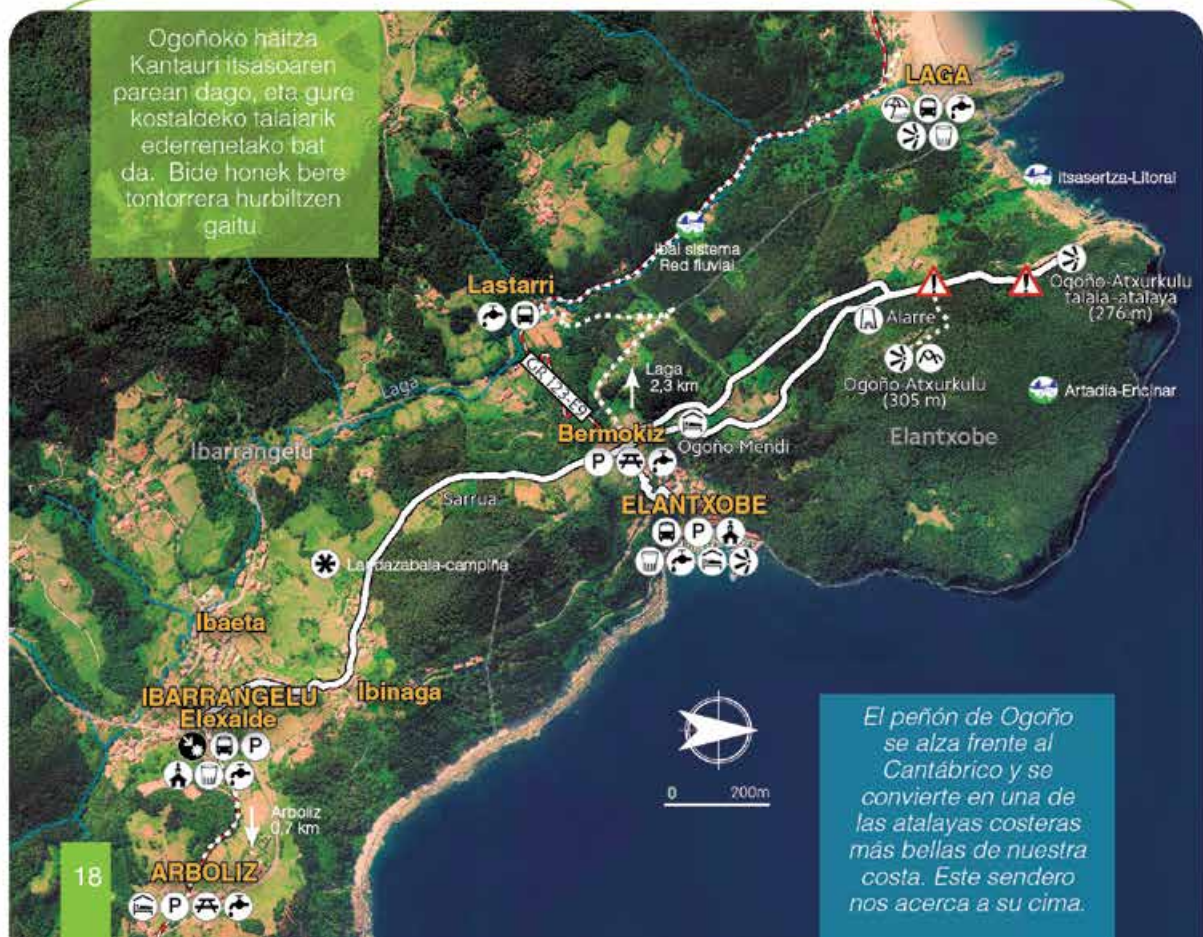 Ogoñoko haitza
Kantauri itsasoaren
parean dago, eta gure
kostaldeko talaiarik
ederrenetako bat
da. Bide honek bere
tontorrera hurbiltzen
gaitu.
LAGA
Itsasertza-Litoral
Ibai sistema
Red fluvial
Lastarri
Ogoño-Atxurkulu
talaia-atalaya
(276 m)
Alarre
Laga
2,3 km
GR 123-E9
Laga
Ogoño-Atxurkulu
(305 m)
Artadia-Encinar
Ibarrangelu
Bermokiz
P
Ogoño-Mendi
Elantxobe
Sarrua
ELANTXOBE
P
Landazabala-campiña
Ibaeta
IBARRANGELU
Elexalde
P
Ibinaga
0 200m
Arboliz
0,7 km
ARBOLIZ
P
El peñón de Ogoño
se alza frente al
Cantábrico y se
convierte en una de
las atalayas costeras
más bellas de nuestra
costa. Este sendero
nos acerca a su cima.
18